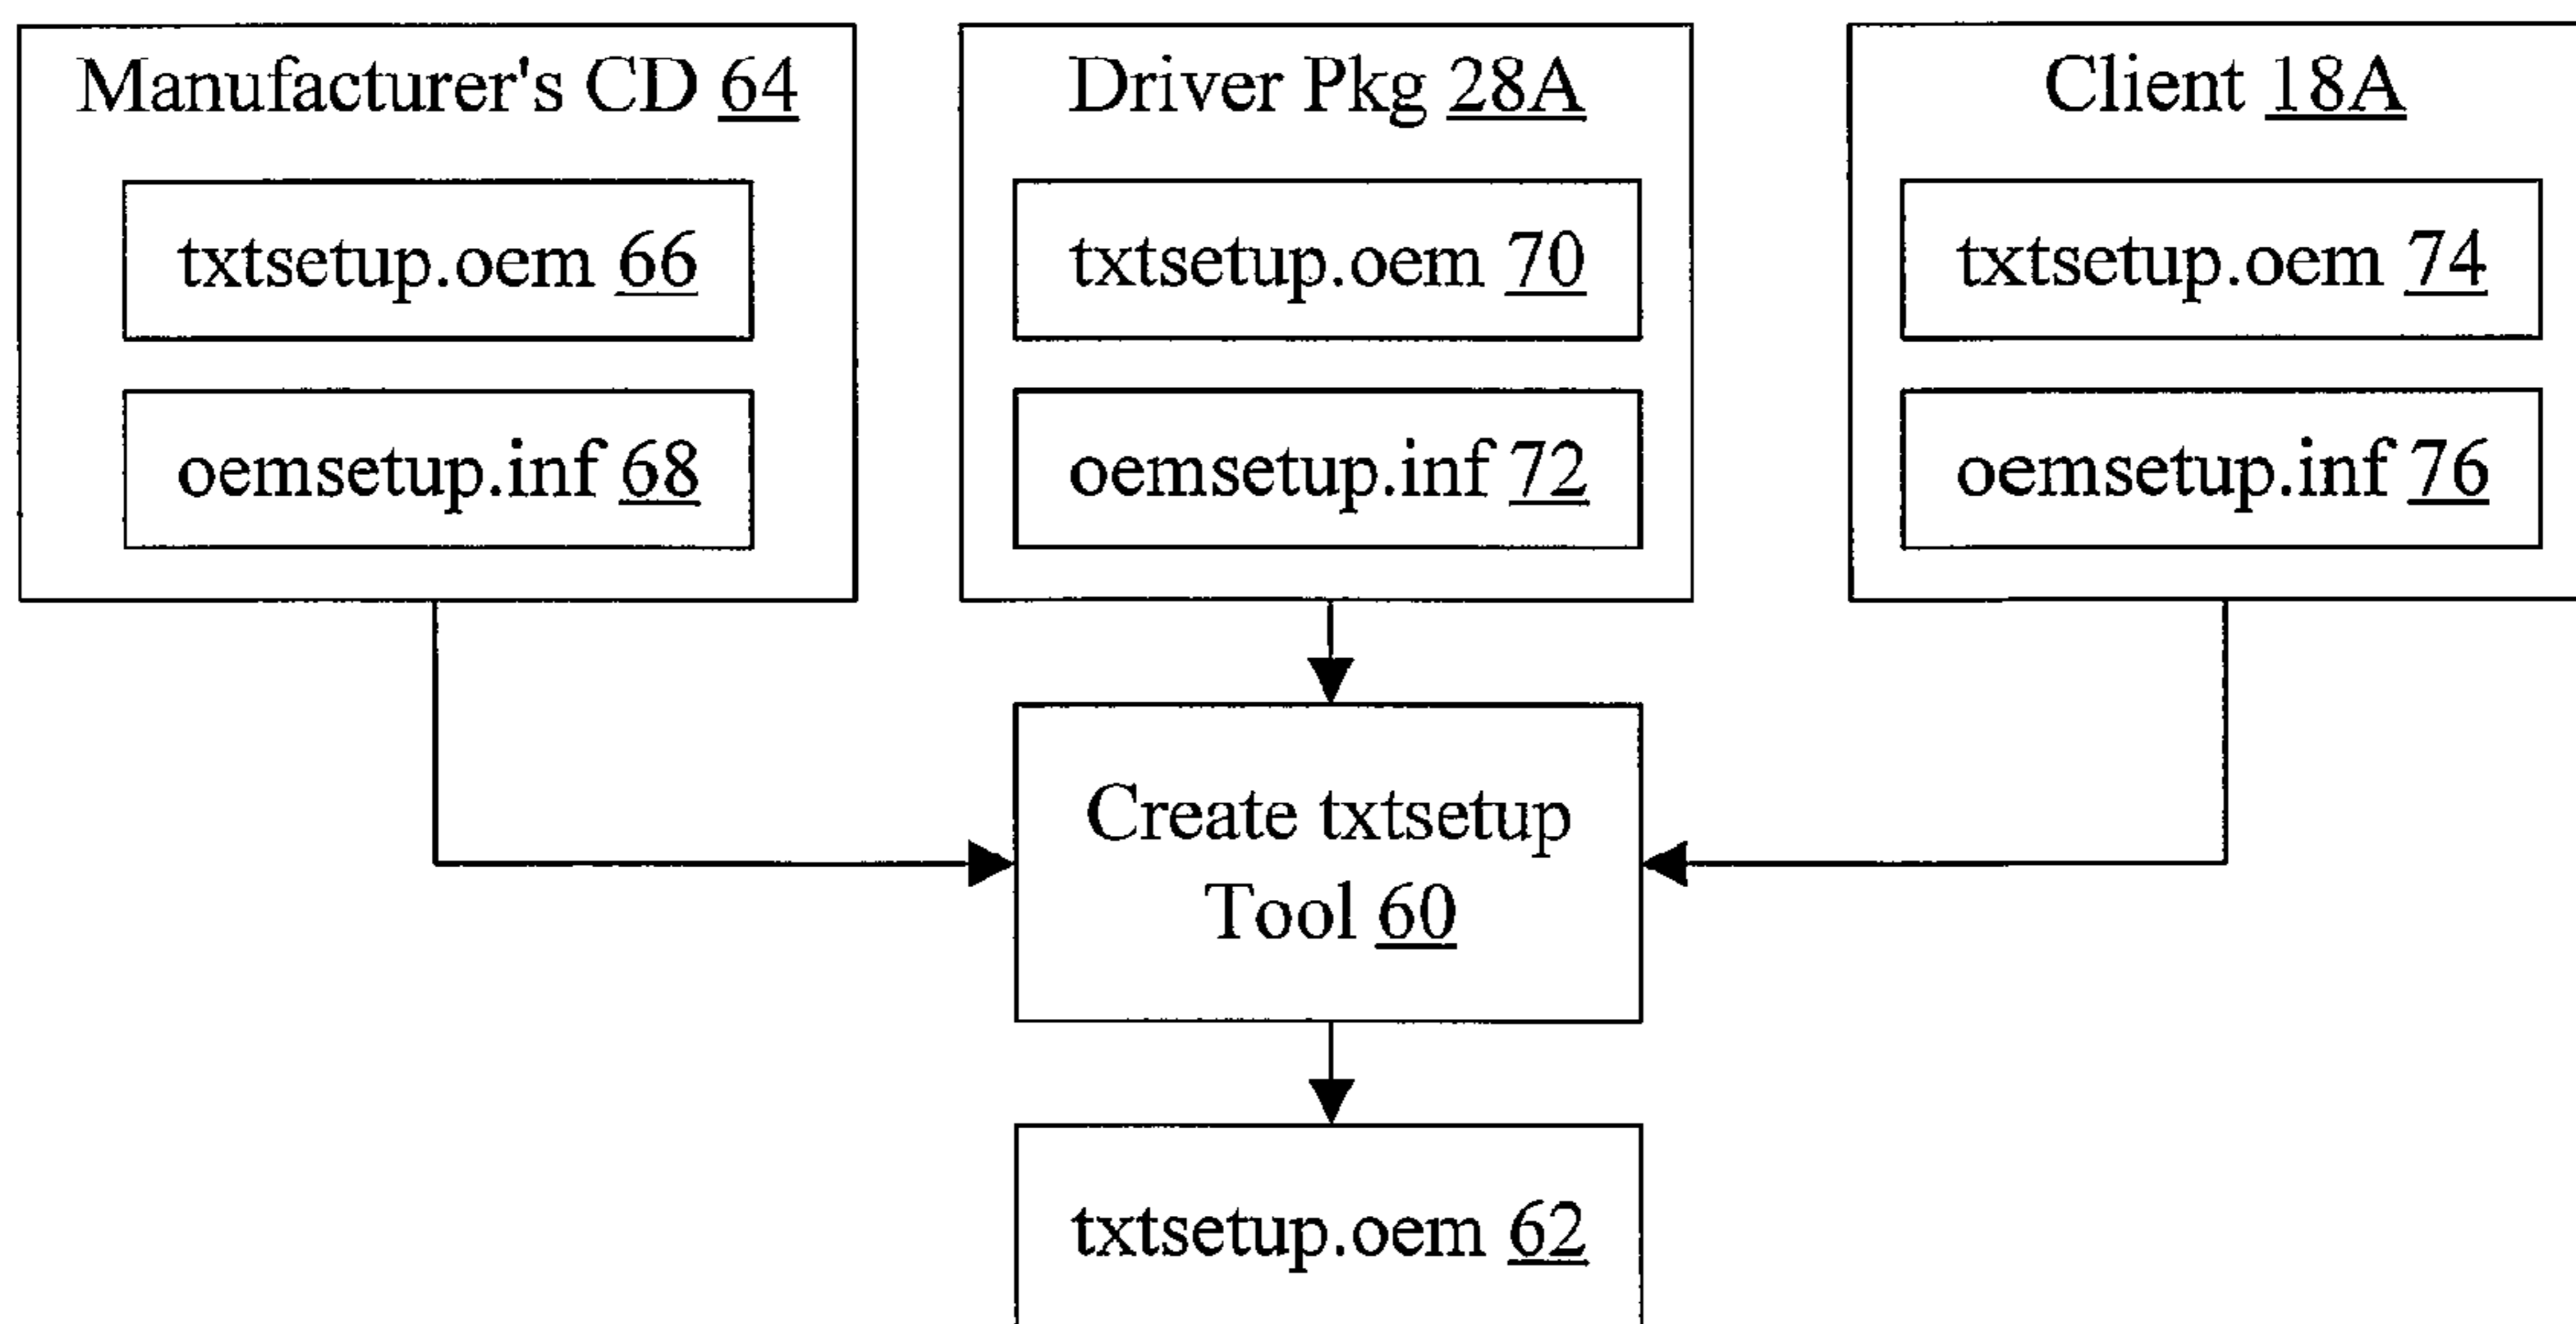 Manufacturer's CD 64
txtsetup.oem 66
oemsetup.inf 68
Driver Pkg 28A
txtsetup.oem 70
oemsetup.inf 72
Client 18A
txtsetup.oem 74
oemsetup.inf 76
Create txtsetup
Tool 60
txtsetup.oem 62